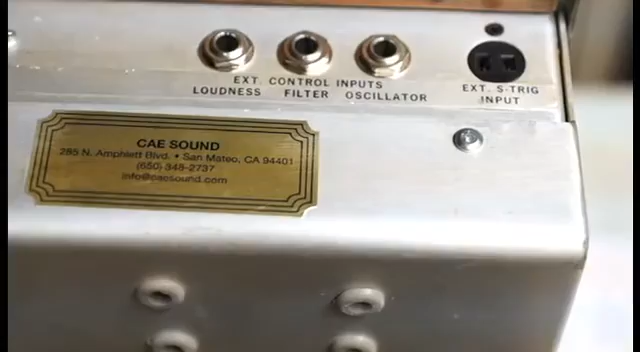 EXT. CONTROL INPUTS
LOUDNESS FILTER OSCILLATOR
EXT. S-TRIG
INPUT
CAE SOUND
285 N. Amphlett Blvd. • San Mateo, CA 94401
(650) 348-2737
info@caesound.com